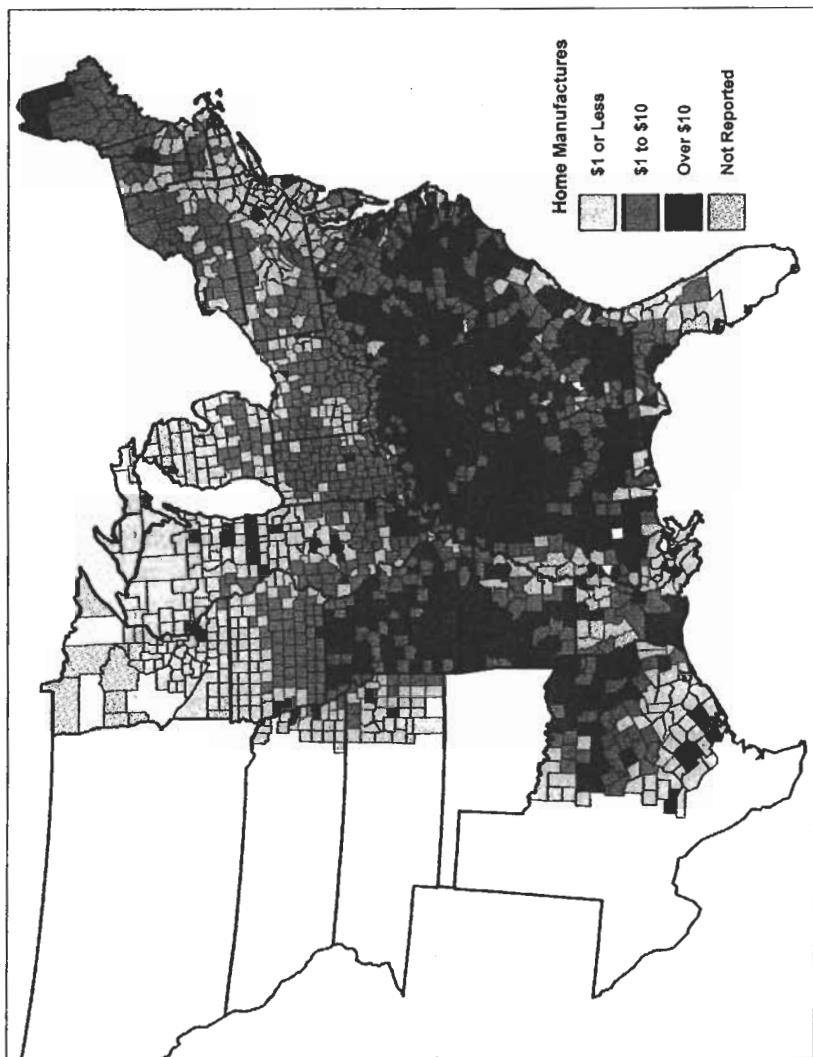 Home Manufactures
$1 or Less
$1 to $10
Over $10
Not Reported